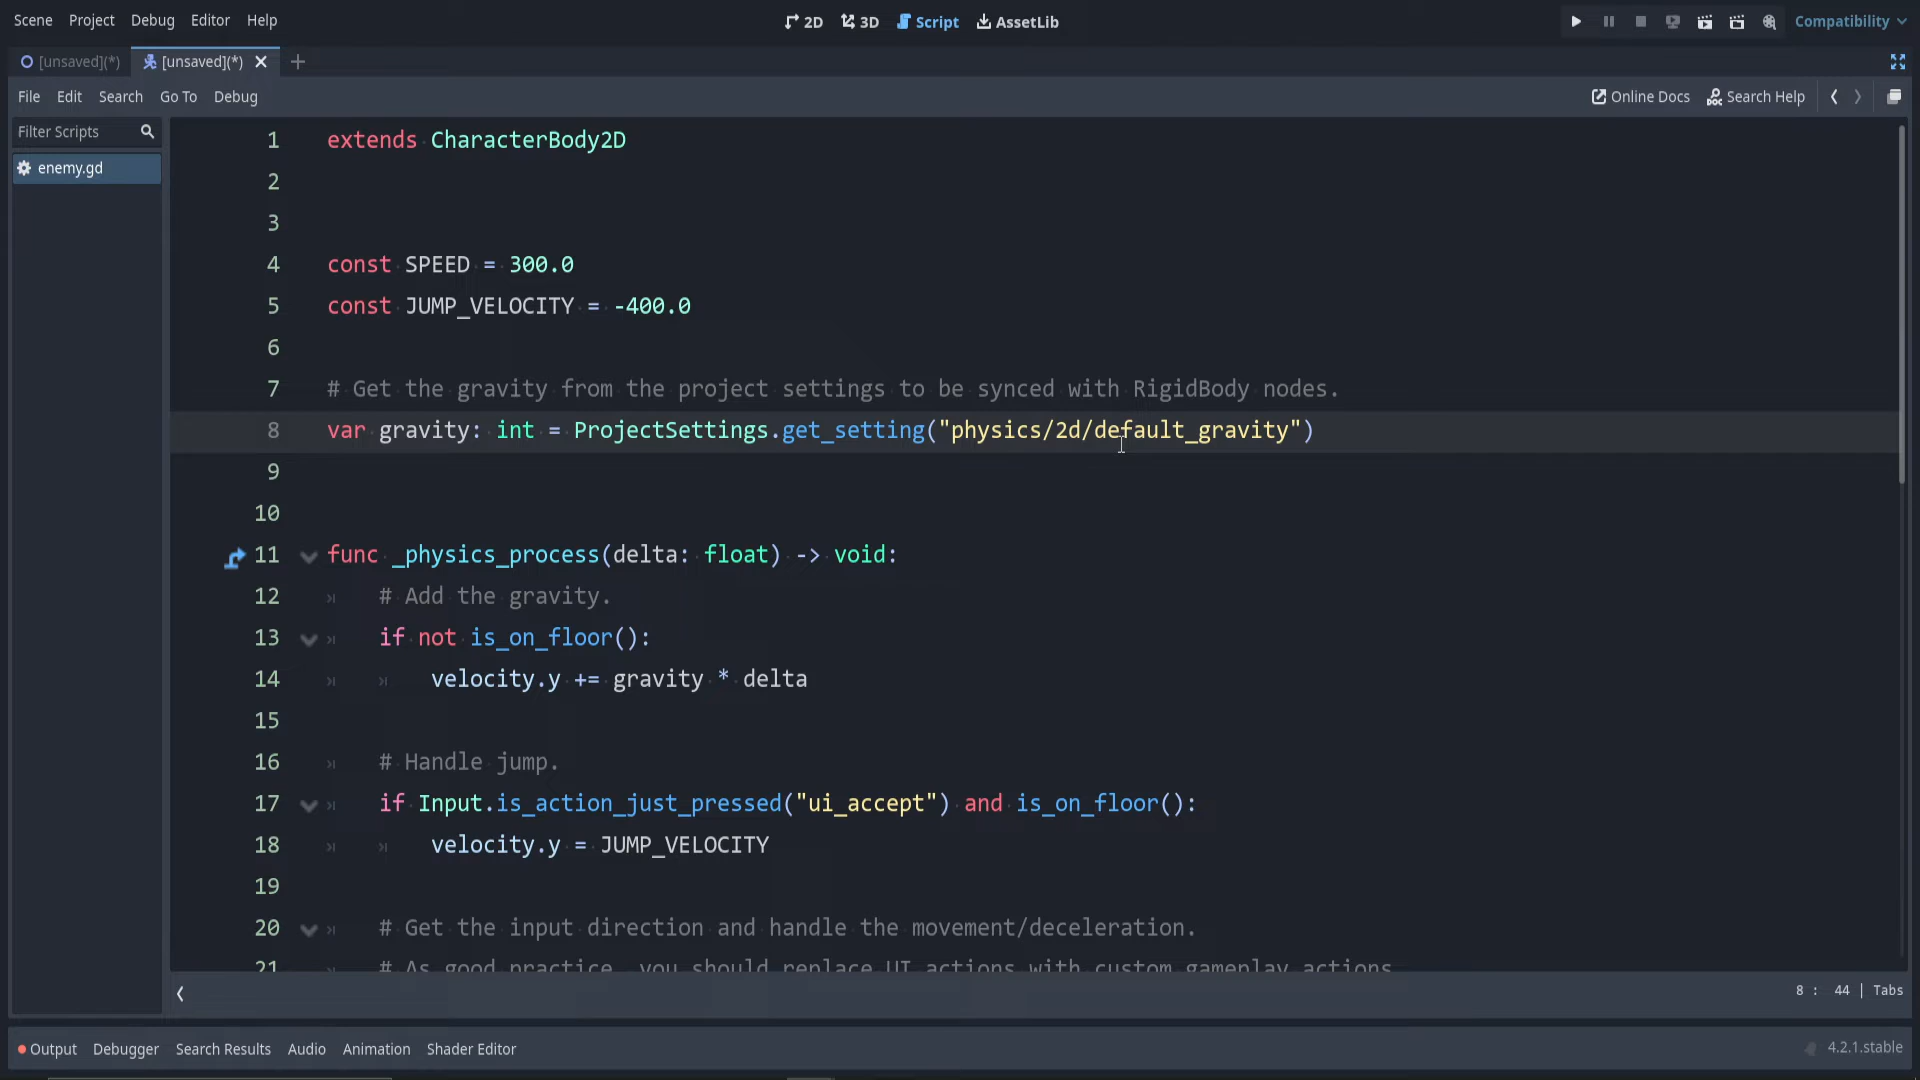 Scene Project Debug Editor Help 2D 3D Script AssetLib Compatibility
[unsaved](*) [unsaved](*)
File Edit Search Go To Debug Online Docs Search Help
Filter Scripts
enemy.gd
1 extends CharacterBody2D
2
3
4 const SPEED = 300.0
5 const JUMP_VELOCITY = -400.0
6
7 # Get the gravity from the project settings to be synced with RigidBody nodes.
8 var gravity: int = ProjectSettings.get_setting("physics/2d/default_gravity")
9
10
11 func _physics_process(delta: float) -> void:
12 # Add the gravity.
13 if not is_on_floor():
14 velocity.y += gravity * delta
15
16 # Handle jump.
17 if Input.is_action_just_pressed("ui_accept") and is_on_floor():
18 velocity.y = JUMP_VELOCITY
19
20 # Get the input direction and handle the movement/deceleration.
21 # As good practice, you should replace UI actions with custom gameplay actions
8 : 44 | Tabs
Output Debugger Search Results Audio Animation Shader Editor 4.2.1.stable